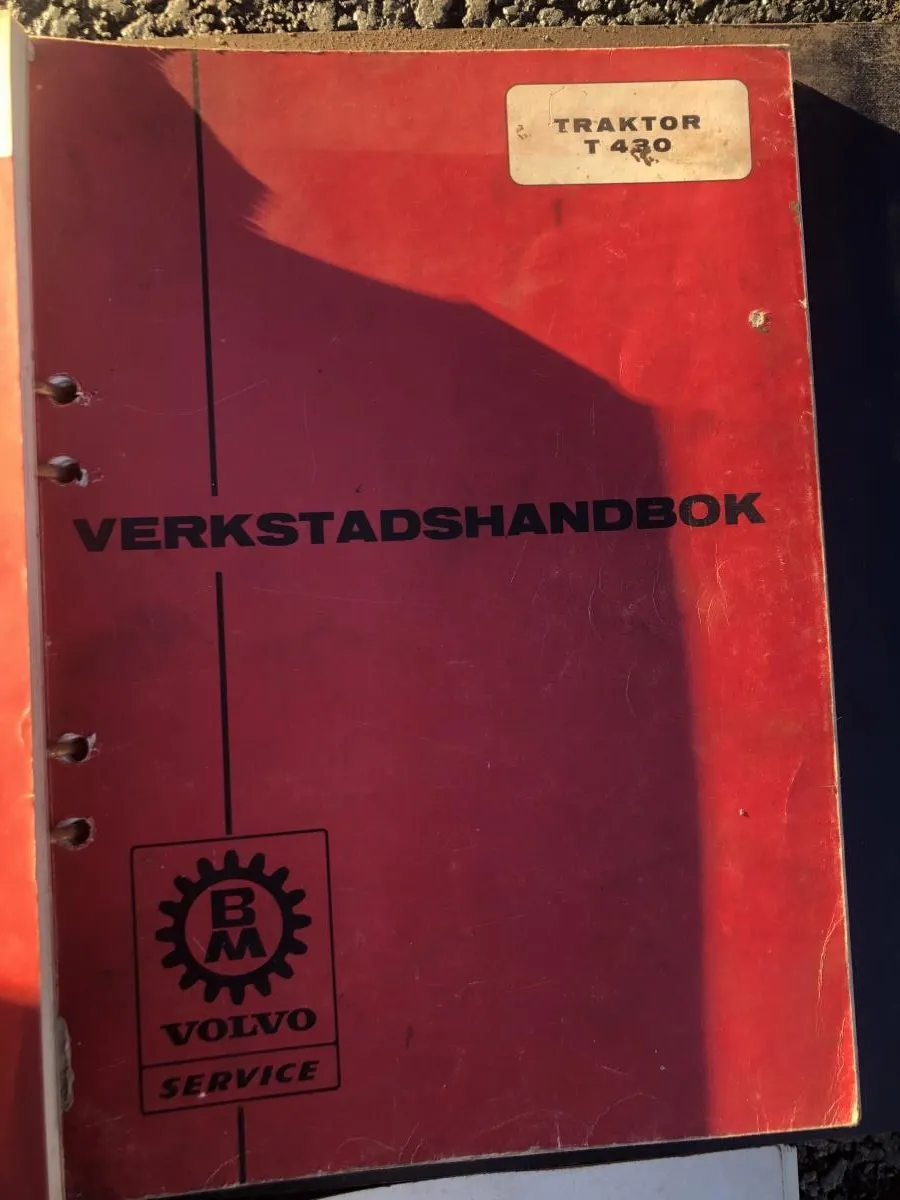 TRAKTOR
T 430
VERKSTADSHANDBOK
BM
VOLVO
SERVICE